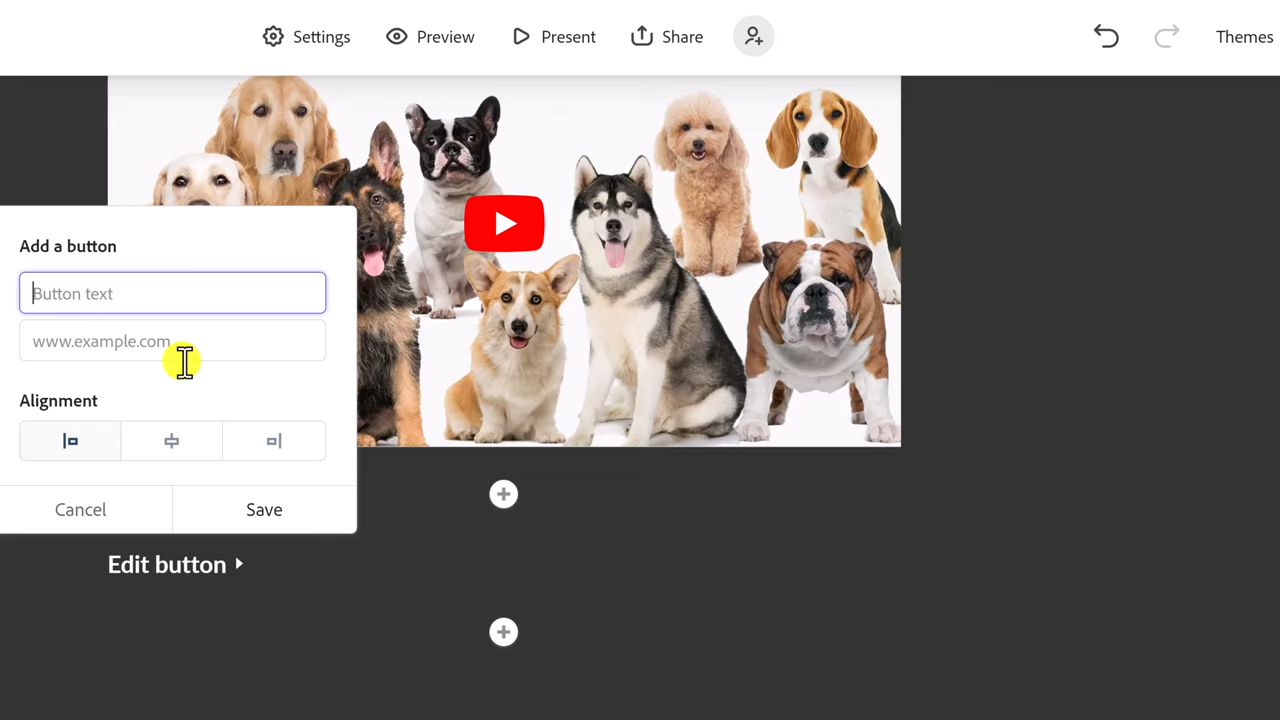 Settings Preview Present Share Themes
Add a button
Button text
www.example.com
Alignment
Cancel Save
Edit button